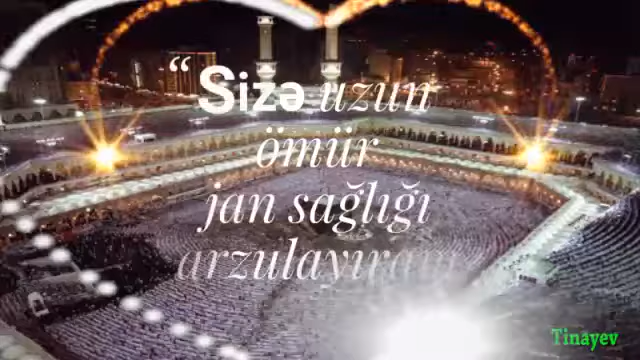 “ Sizə uzun
ömür
jan sağlığı
arzulayıram
Tinayev